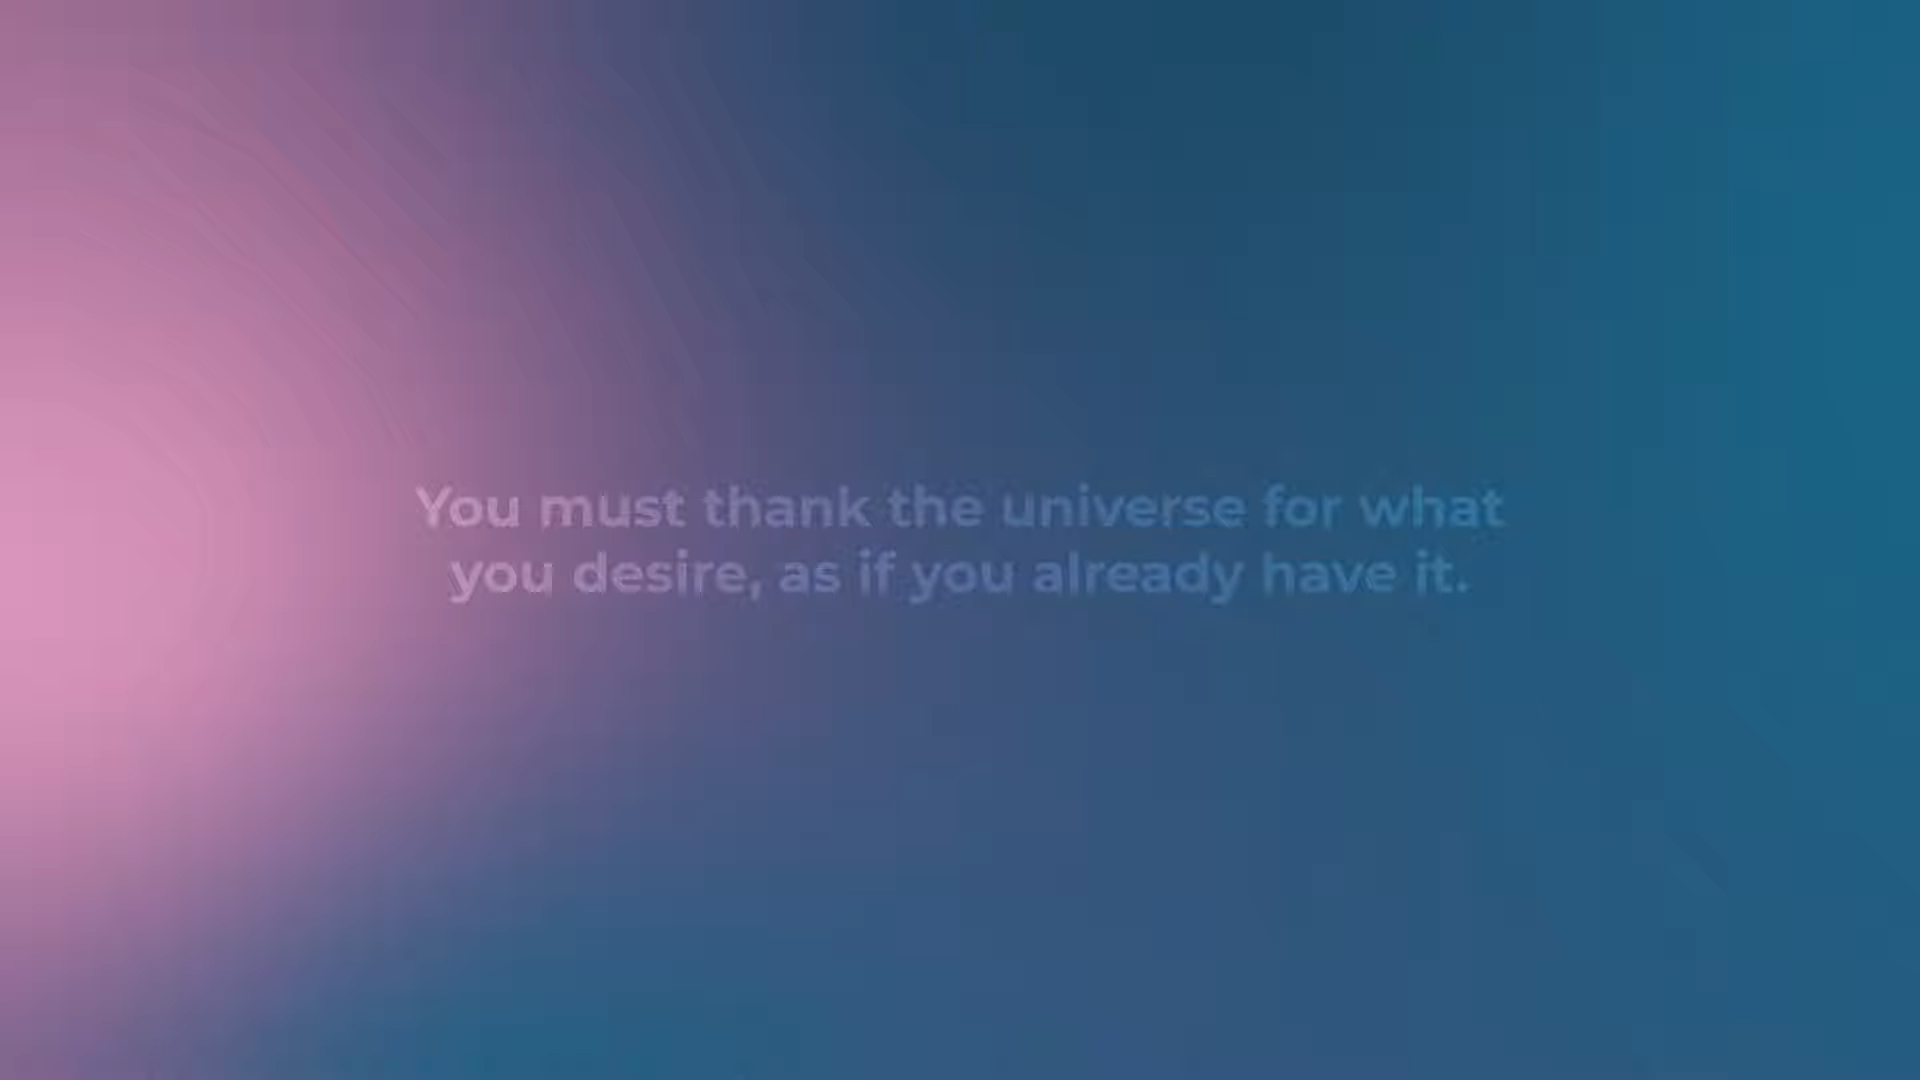 You must thank the universe for what
you desire, as if you already have it.